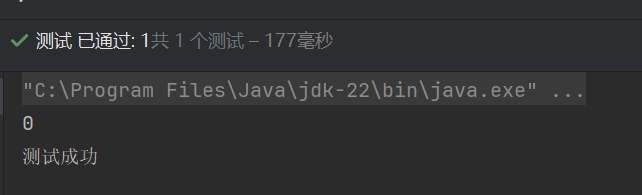 测试 已通过: 1共 1 个测试 – 177毫秒
"C:\Program Files\Java\jdk-22\bin\java.exe" ...
0
测试成功